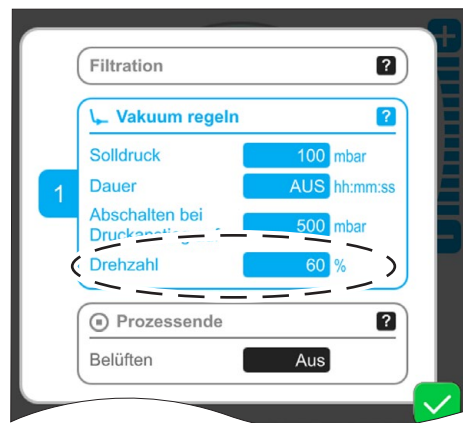 Filtration ?
Vakuum regeln ?
1
Solldruck 100 mbar
Dauer AUS hh:mm:ss
Abschalten bei
500 mbar
Drehzahl 60 %
Prozessende ?
Belüften Aus